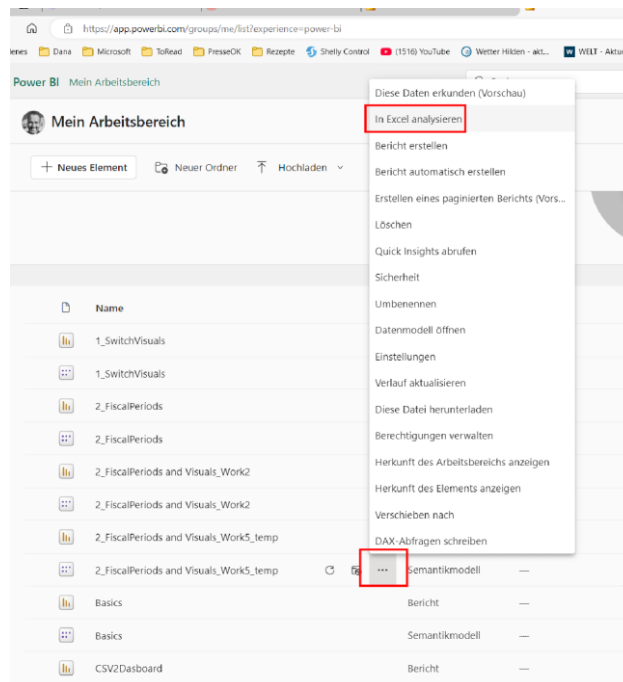 https://app.powerbi.com/groups/me/list?experience=power-bi
Dana Microsoft ToRead PresseOK Rezepte Shelly Control (1516) YouTube Wetter Hilden - akt... WELT - Aktu
Power BI Mein Arbeitsbereich
Mein Arbeitsbereich
Neues Element Neuer Ordner Hochladen
Diese Daten erkunden (Vorschau)
In Excel analysieren
Bericht erstellen
Bericht automatisch erstellen
Erstellen eines paginierten Berichts (Vors...
Löschen
Quick Insights abrufen
Sicherheit
Umbenennen
Datenmodell öffnen
Einstellungen
Verlauf aktualisieren
Diese Datei herunterladen
Berechtigungen verwalten
Herkunft des Arbeitsbereichs anzeigen
Herkunft des Elements anzeigen
Verschieben nach
DAX-Abfragen schreiben
Name
1_SwitchVisuals
1_SwitchVisuals
2_FiscalPeriods
2_FiscalPeriods
2_FiscalPeriods and Visuals_Work2
2_FiscalPeriods and Visuals_Work2
2_FiscalPeriods and Visuals_Work5_temp
2_FiscalPeriods and Visuals_Work5_temp ... Semantikmodell —
Basics Bericht —
Basics Semantikmodell —
CSV2Dasboard Bericht —